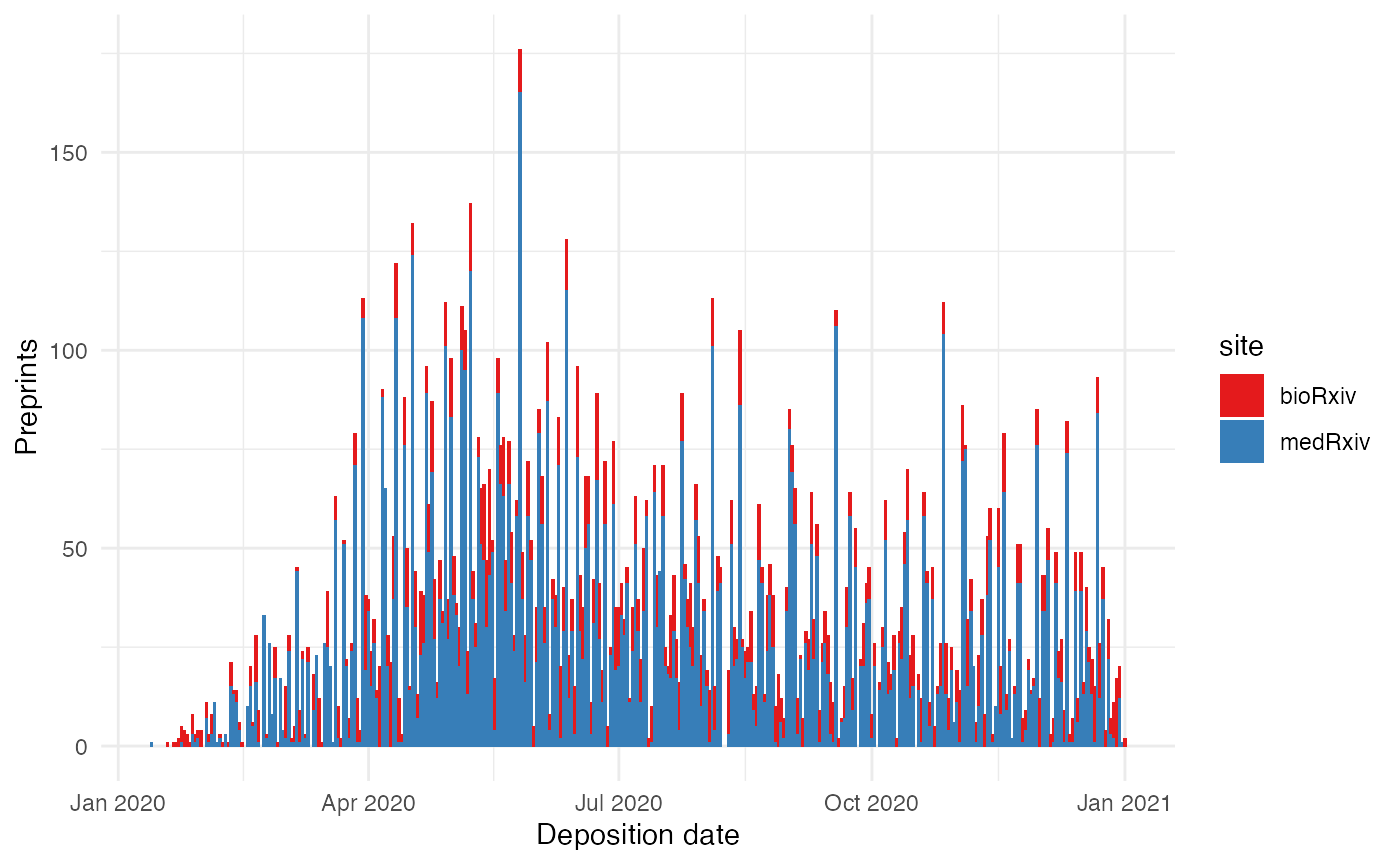 150
100
50
0
Preprints
Jan 2020
Apr 2020
Jul 2020
Oct 2020
Jan 2021
Deposition date
site
bioRxiv
medRxiv